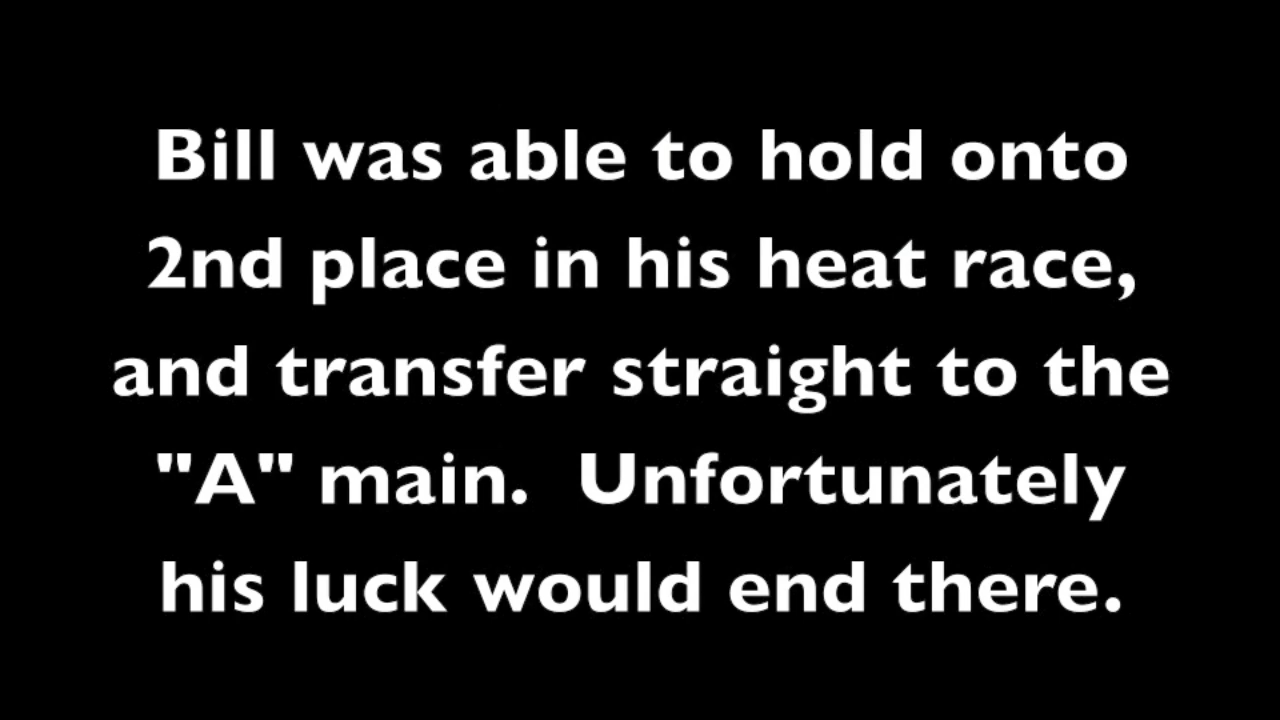 Bill was able to hold onto
2nd place in his heat race,
and transfer straight to the
"A" main.  Unfortunately
his luck would end there.